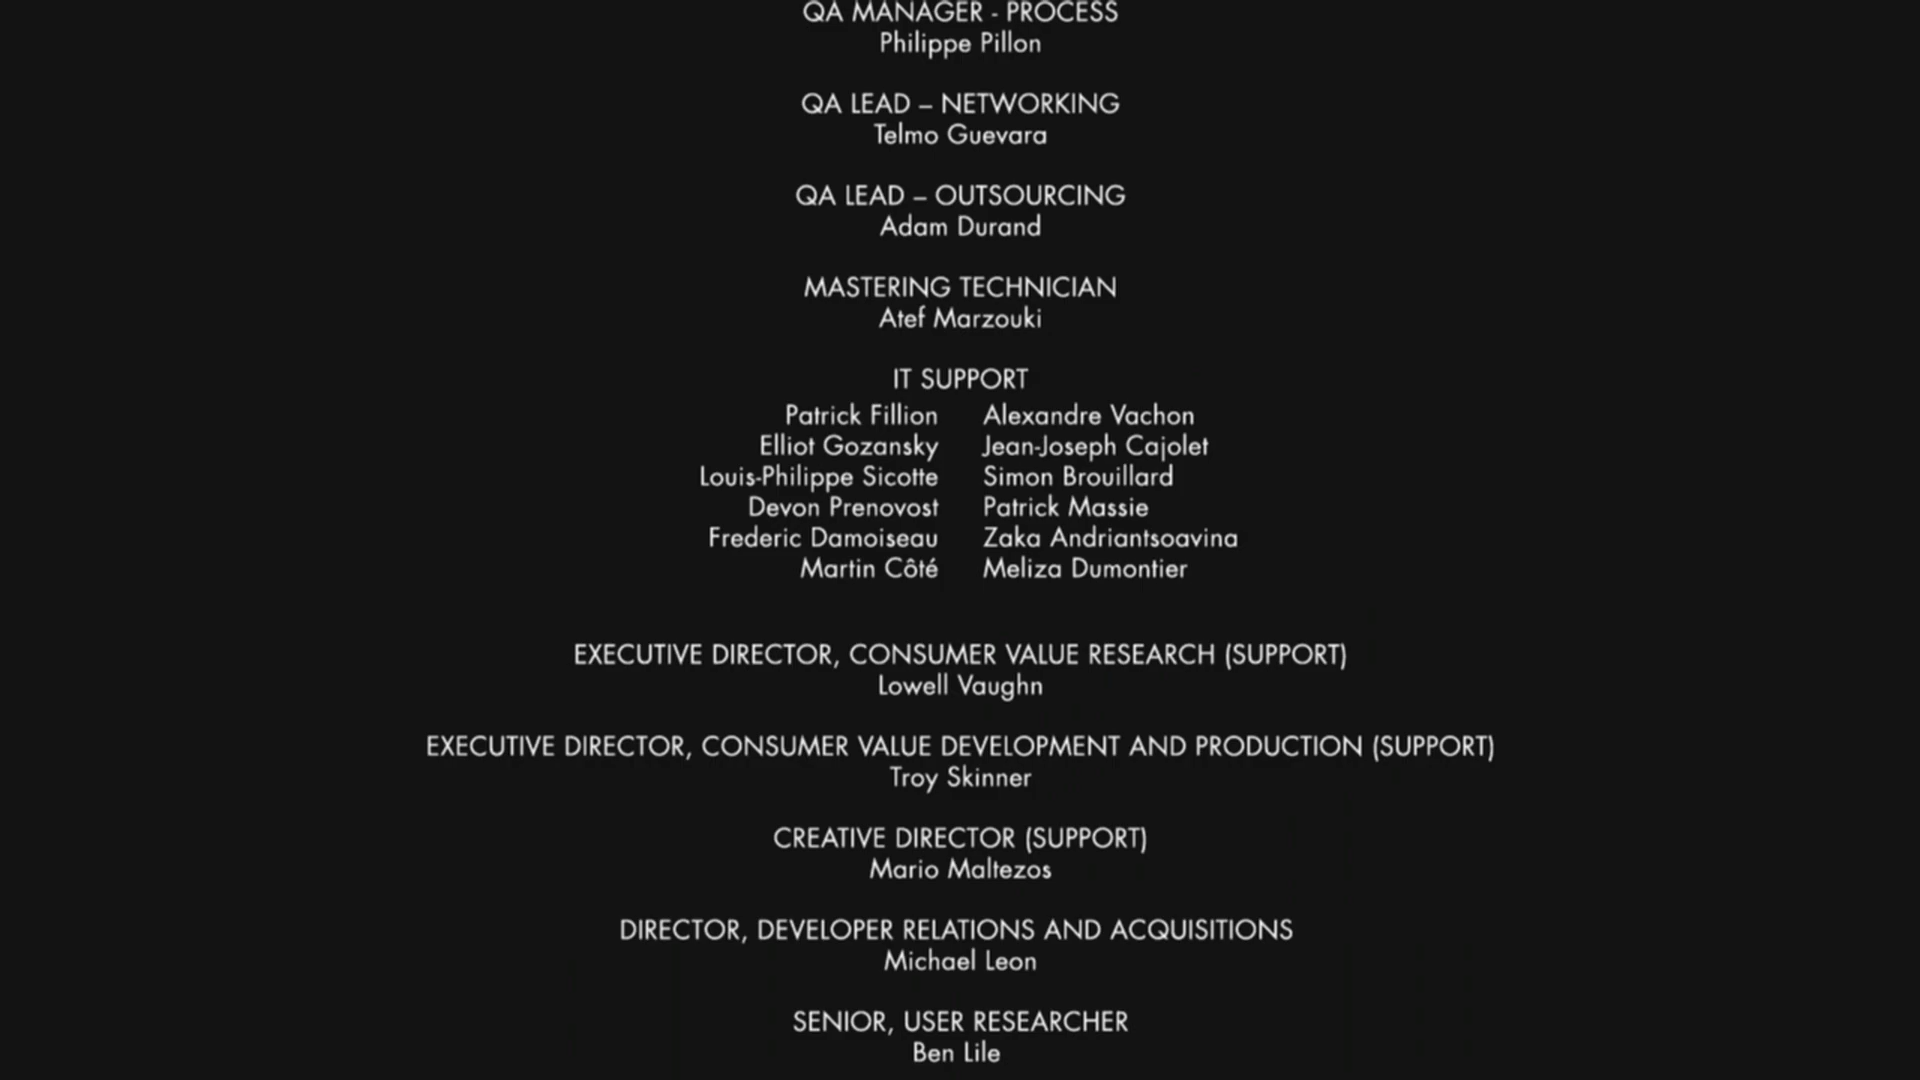 QA MANAGER - PROCESS
Philippe Pillon
QA LEAD – NETWORKING
Telmo Guevara
QA LEAD – OUTSOURCING
Adam Durand
MASTERING TECHNICIAN
Atef Marzouki
IT SUPPORT
Patrick Fillion Alexandre Vachon
Elliot Gozansky Jean-Joseph Cajolet
Louis-Philippe Sicotte Simon Brouillard
Devon Prenovost Patrick Massie
Frederic Damoiseau Zaka Andriantsoavina
Martin Côté Meliza Dumontier
EXECUTIVE DIRECTOR, CONSUMER VALUE RESEARCH (SUPPORT)
Lowell Vaughn
EXECUTIVE DIRECTOR, CONSUMER VALUE DEVELOPMENT AND PRODUCTION (SUPPORT)
Troy Skinner
CREATIVE DIRECTOR (SUPPORT)
Mario Maltezos
DIRECTOR, DEVELOPER RELATIONS AND ACQUISITIONS
Michael Leon
SENIOR, USER RESEARCHER
Ben Lile